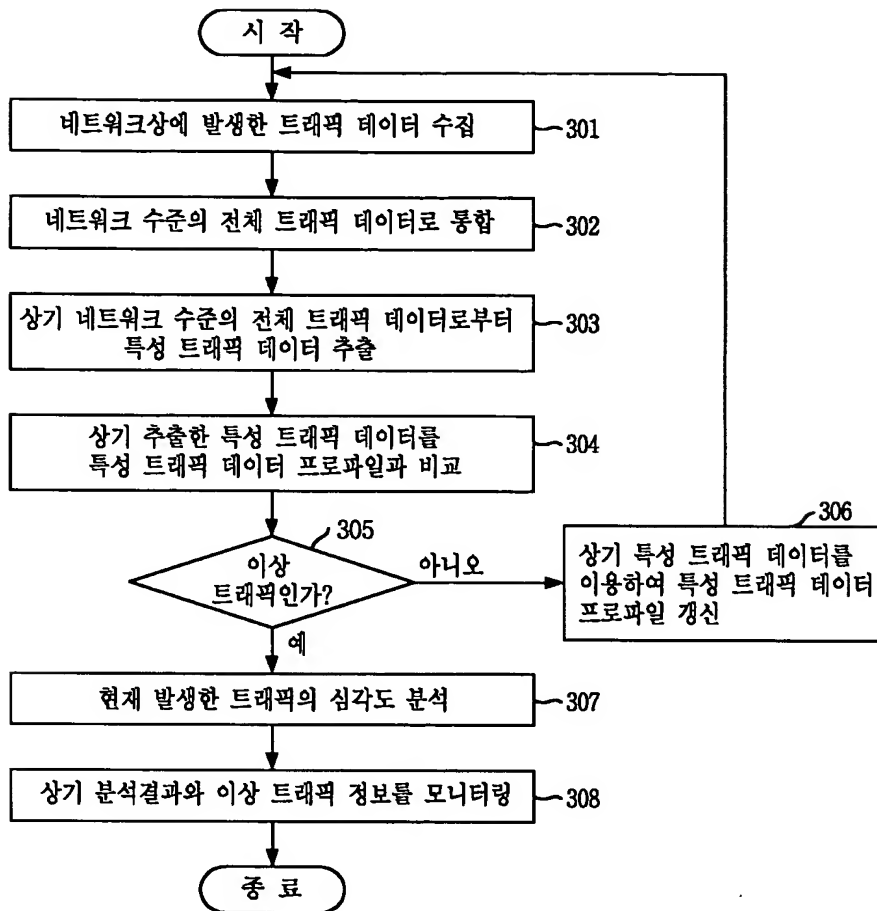 시 작
네트워크상에 발생한 트래픽 데이터 수집
301
네트워크 수준의 전체 트래픽 데이터로 통합
302
상기 네트워크 수준의 전체 트래픽 데이터로부터
특성 트래픽 데이터 추출
303
상기 추출한 특성 트래픽 데이터를
특성 트래픽 데이터 프로파일과 비교
304
305
이상
트래픽인가?
아니오
306
상기 특성 트래픽 데이터를
이용하여 특성 트래픽 데이터
프로파일 갱신
예
현재 발생한 트래픽의 심각도 분석
307
상기 분석결과와 이상 트래픽 정보를 모니터링
308
종 료